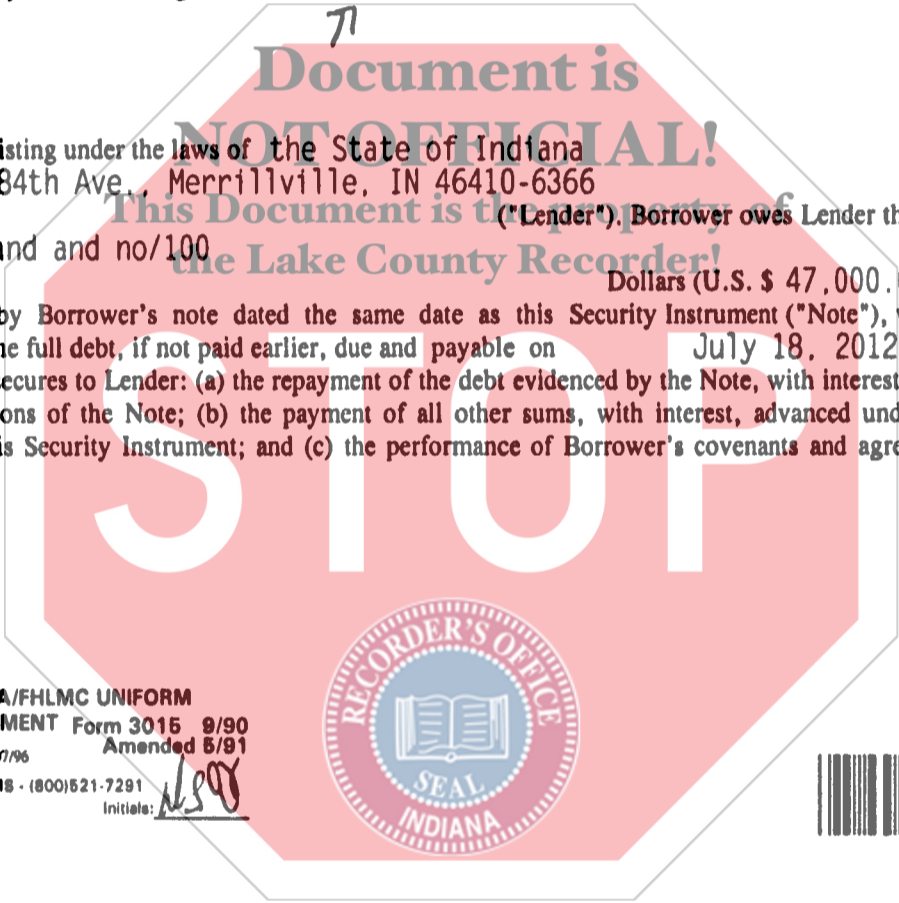 Document is
NOT OFFICIAL!
This Document is the property of
the Lake County Recorder!
STOP
isting under the laws of the State of Indiana
84th Ave., Merrillville, IN 46410-6366
("Lender"). Borrower owes Lender th
nd and no/100
Dollars (U.S. $ 47,000.
by Borrower's note dated the same date as this Security Instrument ("Note"),
e full debt, if not paid earlier, due and payable on July 18, 2012
ecures to Lender: (a) the repayment of the debt evidenced by the Note, with interest
ons of the Note; (b) the payment of all other sums, with interest, advanced und
is Security Instrument; and (c) the performance of Borrower's covenants and agre
RECORDER'S OFFICE
SEAL
INDIANA
A/FHLMC UNIFORM
MENT Form 3015 9/90
Amended 5/91
7/96
S - (800)521-7291
Initials: